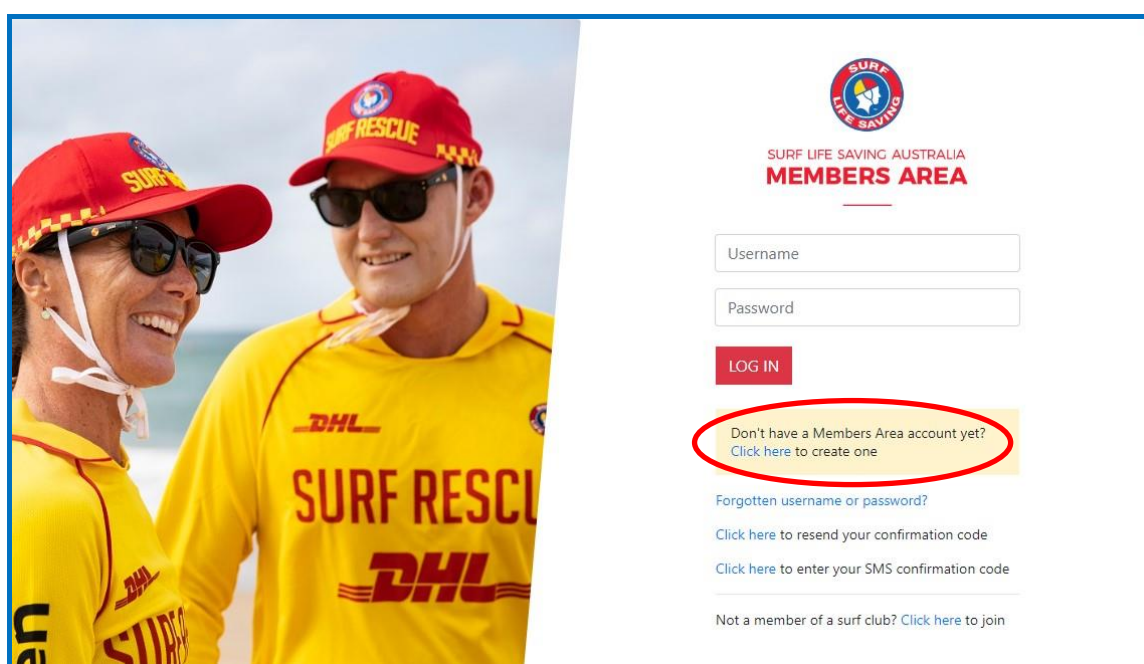 SURF RESCUE
SURF
DHL
SURF RESCU
DHL
DHL
SURF
en
SURF
LIFE SAVING
SURF LIFE SAVING AUSTRALIA
MEMBERS AREA
Username
Password
LOG IN
Don't have a Members Area account yet?
Click here to create one
Forgotten username or password?
Click here to resend your confirmation code
Click here to enter your SMS confirmation code
Not a member of a surf club? Click here to join